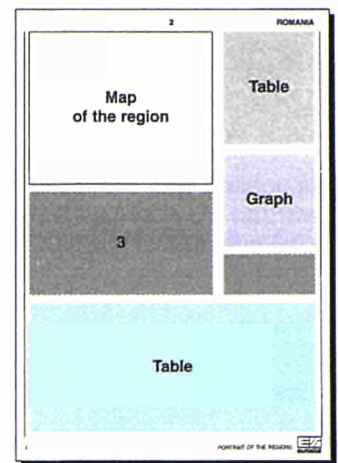 2 ROMANIA
Map
of the region
Table
Graph
3
Table
PORTRAIT OF THE REGIONS